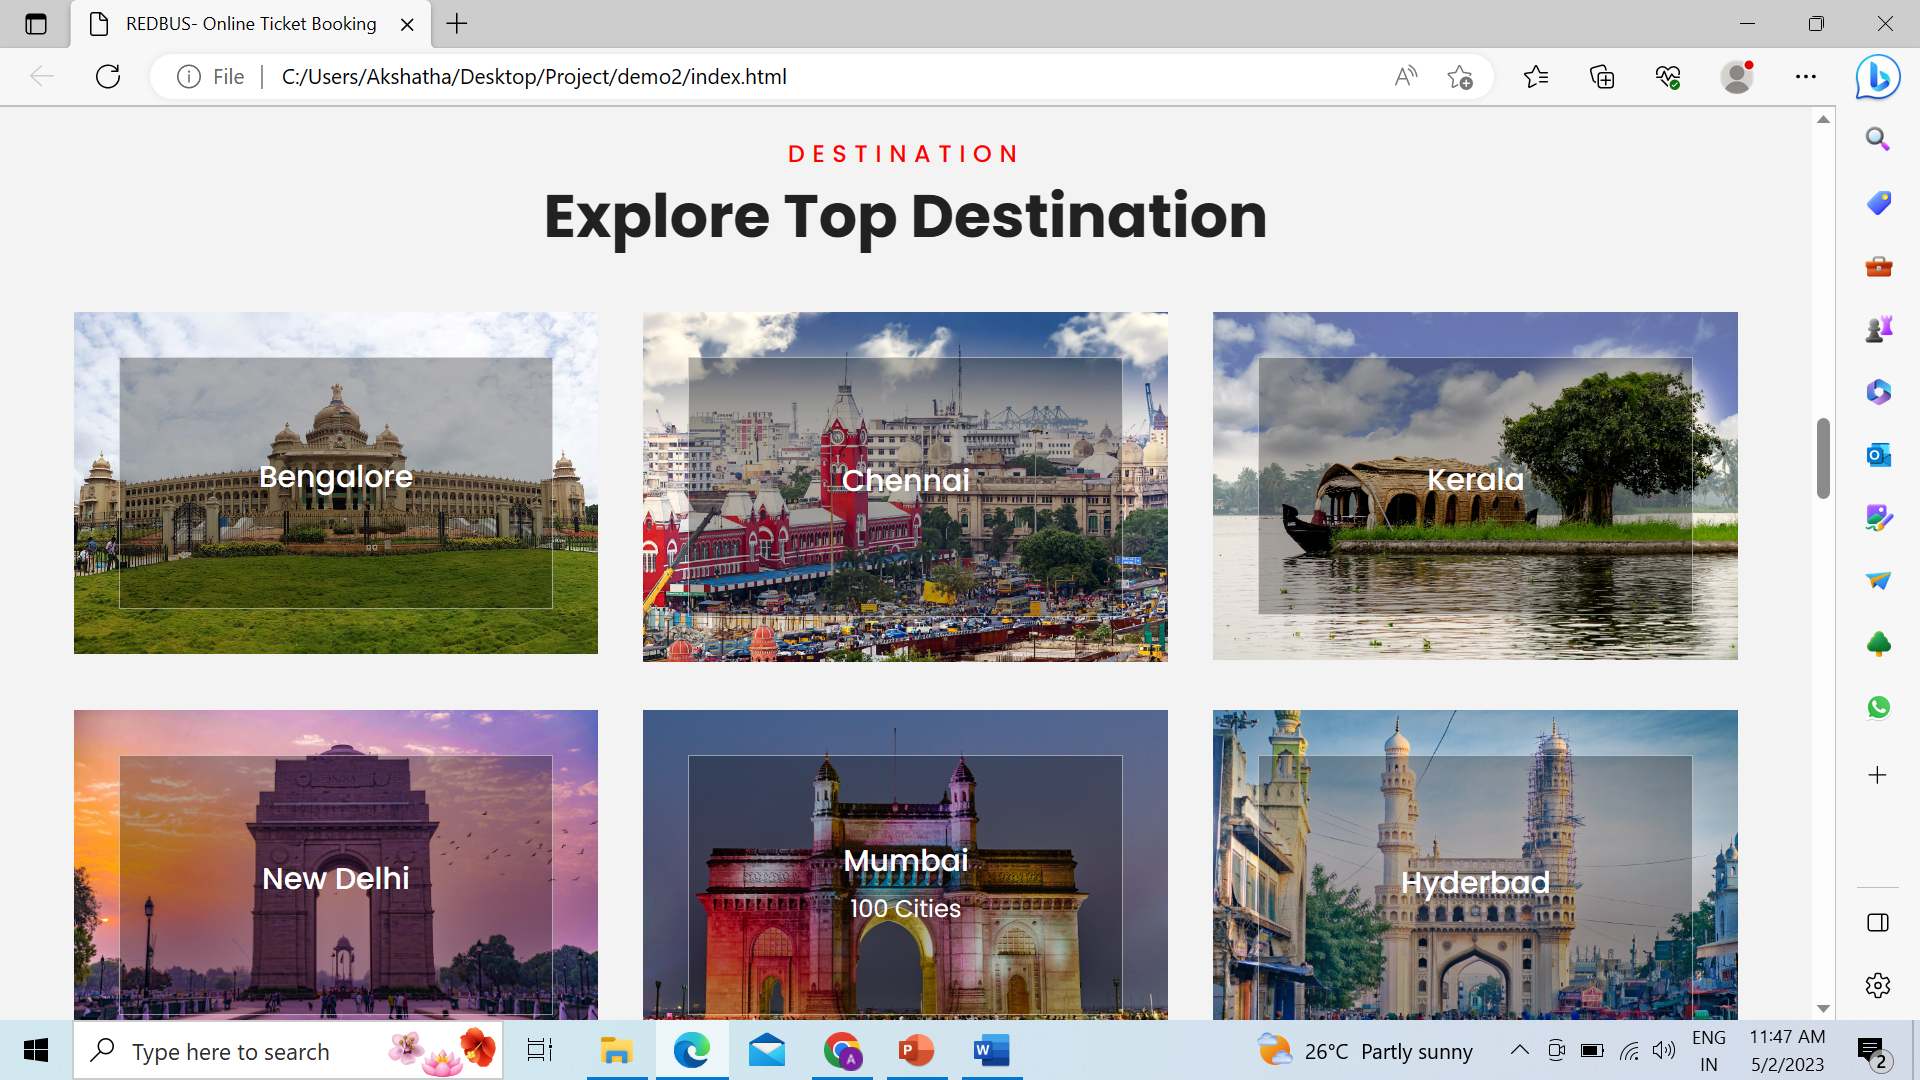 REDBUS- Online Ticket Booking
File
C:/Users/Akshatha/Desktop/Project/demo2/index.html
DESTINATION
Explore Top Destination
Bengalore
Chennai
Kerala
New Delhi
Mumbai
100 Cities
Hyderbad
INDIA
Type here to search
26°C Partly sunny
ENG
IN
11:47 AM
5/2/2023
2